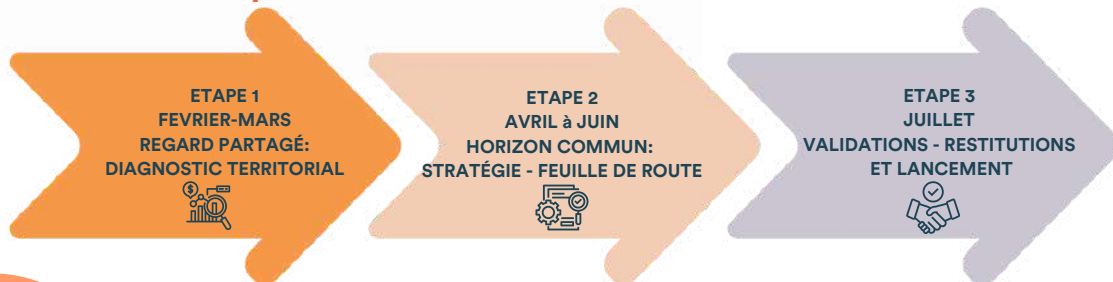 ETAPE 1
FEVRIER-MARS
REGARD PARTAGÉ:
DIAGNOSTIC TERRITORIAL
ETAPE 2
AVRIL à JUIN
HORIZON COMMUN:
STRATÉGIE - FEUILLE DE ROUTE
ETAPE 3
JUILLET
VALIDATIONS - RESTITUTIONS
ET LANCEMENT